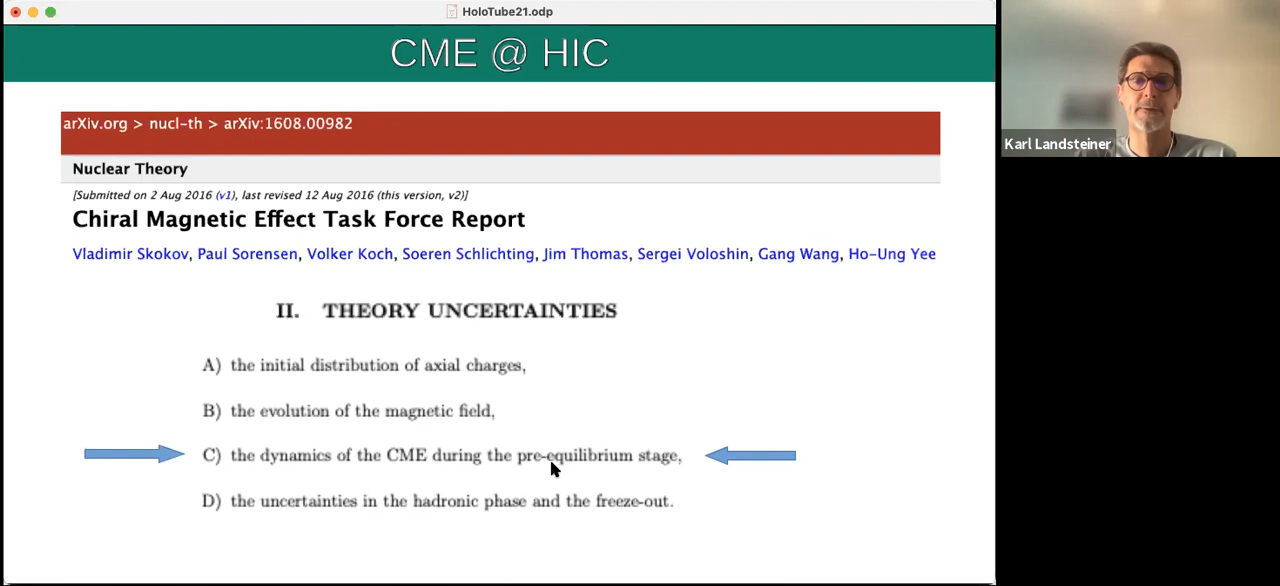 HoloTube21.odp
CME @ HIC
arXiv.org > nucl-th > arXiv:1608.00982
Nuclear Theory
[Submitted on 2 Aug 2016 (v1), last revised 12 Aug 2016 (this version, v2)]
Chiral Magnetic Effect Task Force Report
Vladimir Skokov, Paul Sorensen, Volker Koch, Soeren Schlichting, Jim Thomas, Sergei Voloshin, Gang Wang, Ho-Ung Yee
II. THEORY UNCERTAINTIES
A) the initial distribution of axial charges,
B) the evolution of the magnetic field,
C) the dynamics of the CME during the pre-equilibrium stage,
D) the uncertainties in the hadronic phase and the freeze-out.
Karl Landsteiner